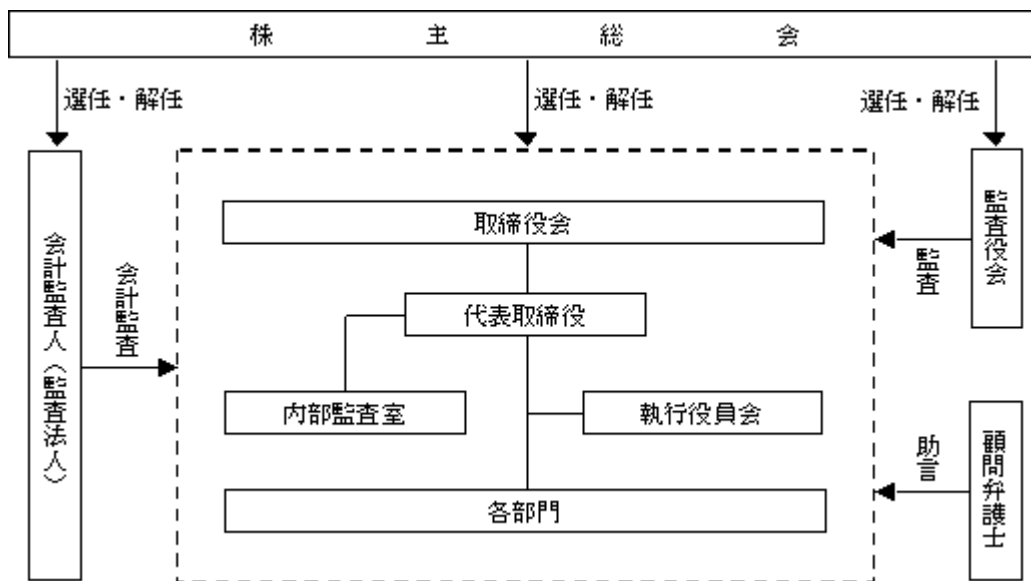 株主総会
選任・解任
選任・解任
選任・解任
会計監査人（監査法人）
会計監査
取締役会
代表取締役
内部監査室
執行役員会
各部門
監査
監査役会
助言
顧問弁護士